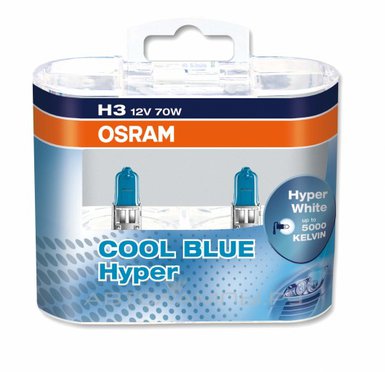 H3 12V 70W
OSRAM
Hyper
White
up to
5000
KELVIN
COOL BLUE
Hyper